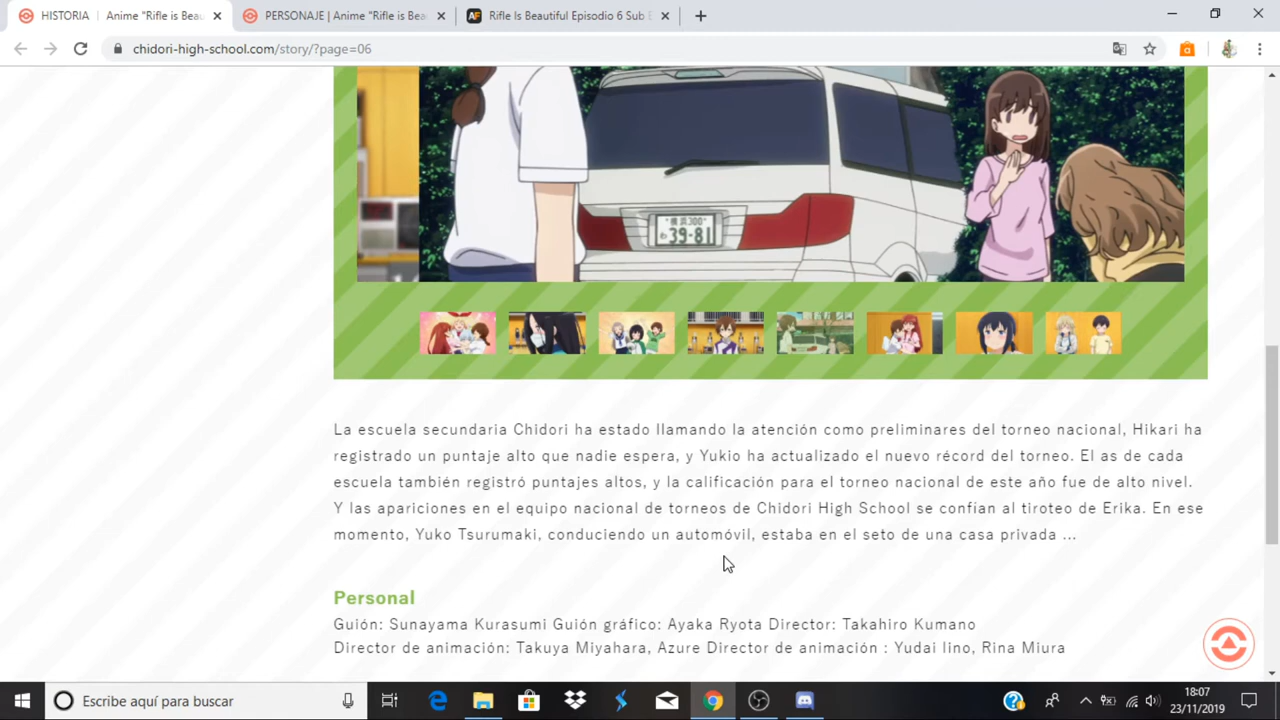 HISTORIA | Anime "Rifle is Beau
PERSONAJE | Anime "Rifle is Bea
Rifle Is Beautiful Episodio 6 Sub E
chidori-high-school.com/story/?page=06
横浜300
39-81
La escuela secundaria Chidori ha estado llamando la atención como preliminares del torneo nacional, Hikari ha
registrado un puntaje alto que nadie espera, y Yukio ha actualizado el nuevo récord del torneo. El as de cada
escuela también registró puntajes altos, y la calificación para el torneo nacional de este año fue de alto nivel.
Y las apariciones en el equipo nacional de torneos de Chidori High School se confían al tiroteo de Erika. En ese
momento, Yuko Tsurumaki, conduciendo un automóvil, estaba en el seto de una casa privada ...
Personal
Guión: Sunayama Kurasumi Guión gráfico: Ayaka Ryota Director: Takahiro Kumano
Director de animación: Takuya Miyahara, Azure Director de animación : Yudai Iino, Rina Miura
Escribe aquí para buscar
18:07
23/11/2019